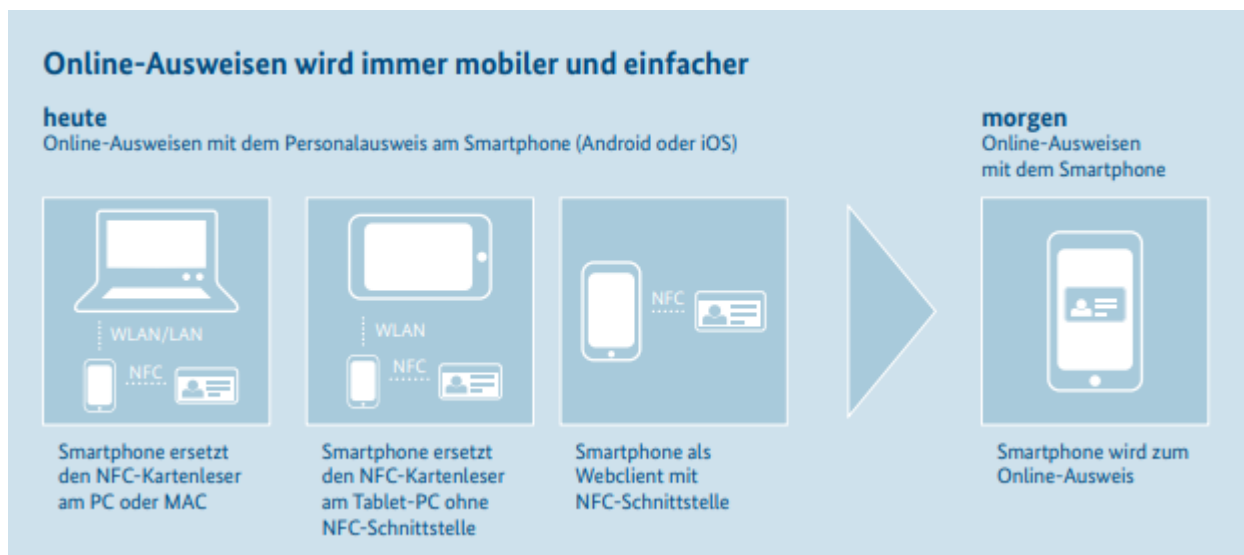 Online-Ausweisen wird immer mobiler und einfacher
heute
Online-Ausweisen mit dem Personalausweis am Smartphone (Android oder iOS)
WLAN/LAN
NFC
Smartphone ersetzt
den NFC-Kartenleser
am PC oder MAC
WLAN
NFC
Smartphone ersetzt
den NFC-Kartenleser
am Tablet-PC ohne
NFC-Schnittstelle
NFC
Smartphone als
Webclient mit
NFC-Schnittstelle
morgen
Online-Ausweisen
mit dem Smartphone
Smartphone wird zum
Online-Ausweis